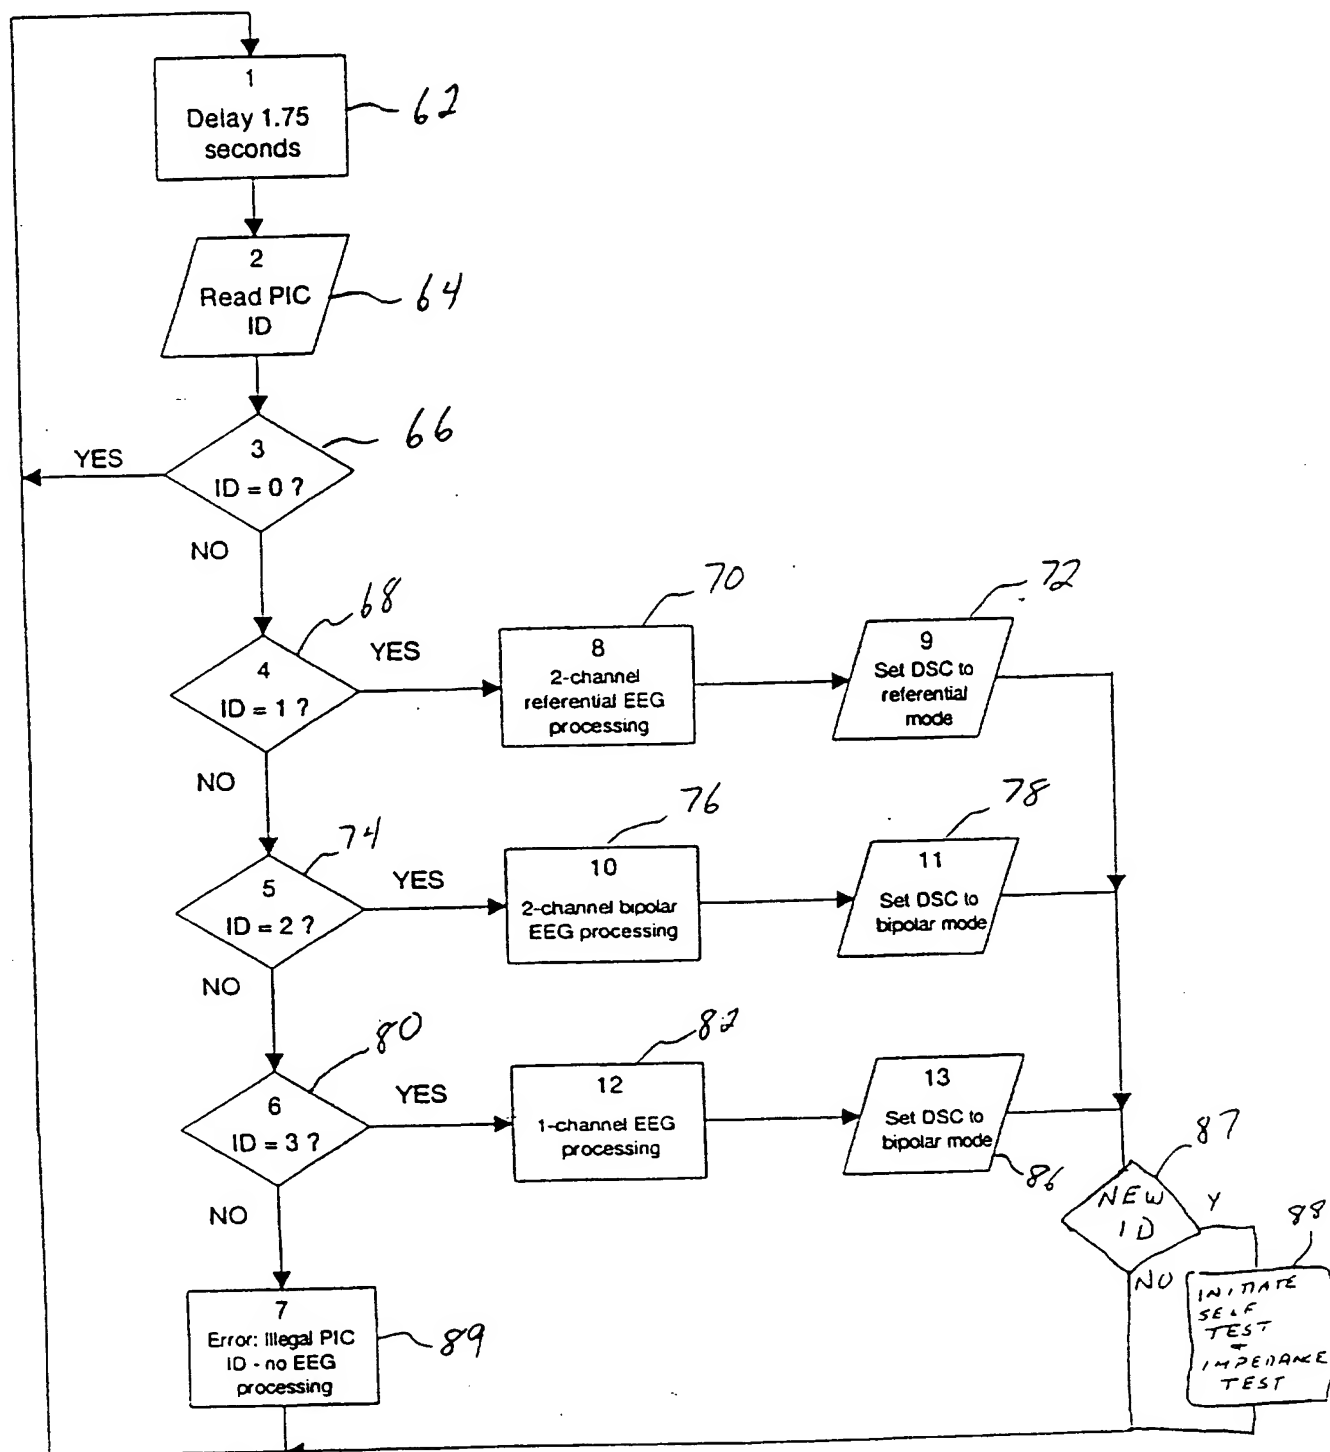 1
Delay 1.75
seconds
62
2
Read PIC
ID
64
3
ID = 0 ?
66
YES
NO
4
ID = 1 ?
68
YES
8
2-channel
referential EEG
processing
70
9
Set DSC to
referential
mode
72
NO
5
ID = 2 ?
74
YES
10
2-channel bipolar
EEG processing
76
11
Set DSC to
bipolar mode
78
NO
6
ID = 3 ?
80
YES
12
1-channel EEG
processing
82
13
Set DSC to
bipolar mode
86
NEW
ID
87
Y
NO
INITIATE
SELF
TEST
+
IMPEDANCE
TEST
88
NO
7
Error: Illegal PIC
ID - no EEG
processing
89